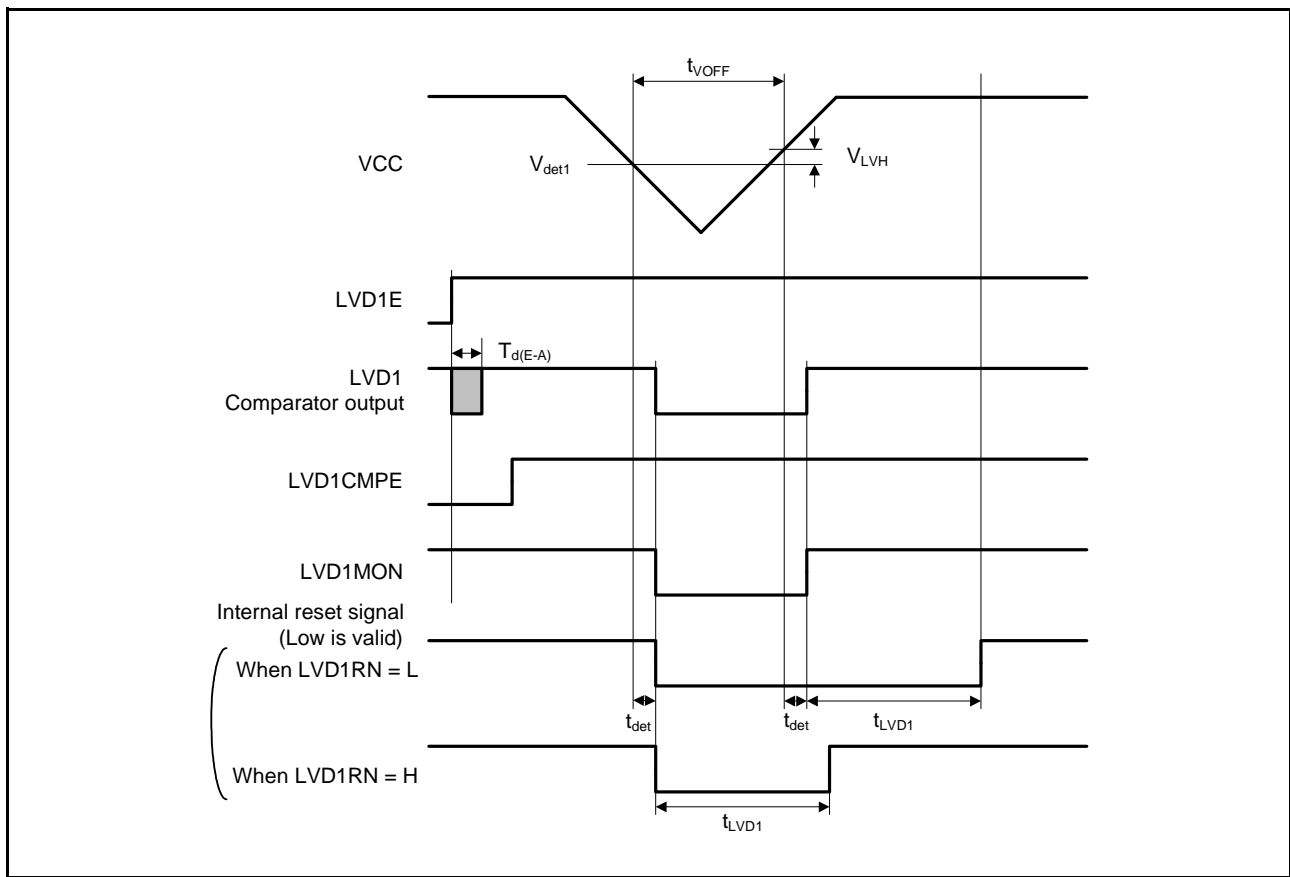 tVOFF
VCC
Vdet1
VLVH
LVD1E
Td(E-A)
LVD1
Comparator output
LVD1CMPE
LVD1MON
Internal reset signal
(Low is valid)
When LVD1RN = L
tdet
tdet
tLVD1
When LVD1RN = H
tLVD1